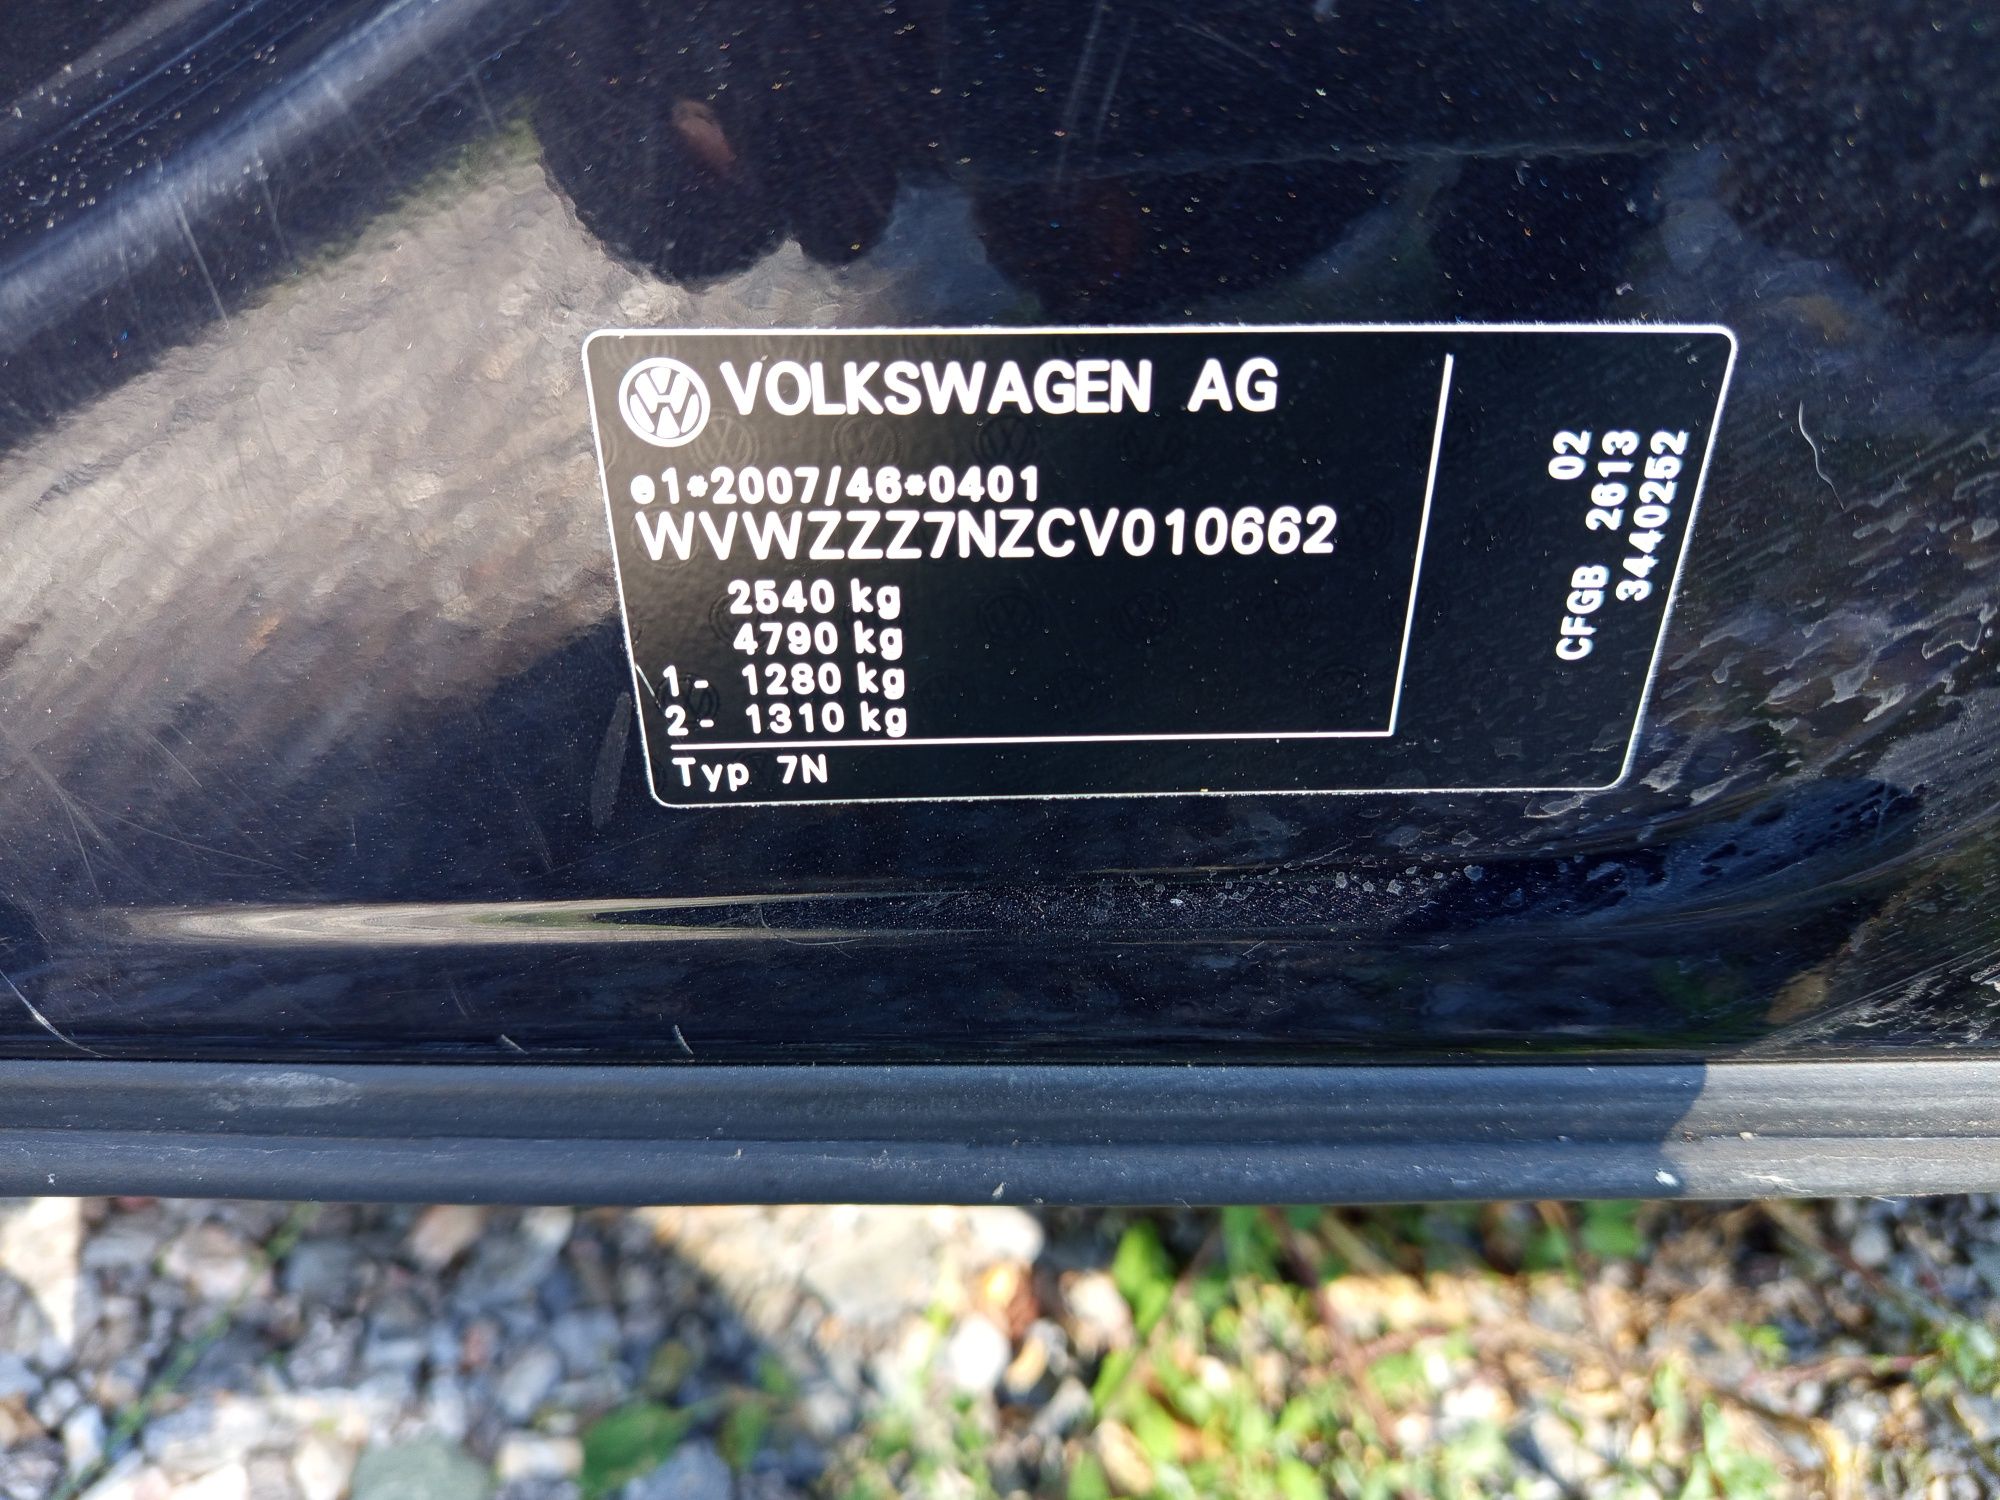 VOLKSWAGEN AG
e1*2007/46*0401
WVWZZZ7NZCV010662
2540 kg
4790 kg
1- 1280 kg
2- 1310 kg
Typ 7N
02
CFGB 2613
3440252